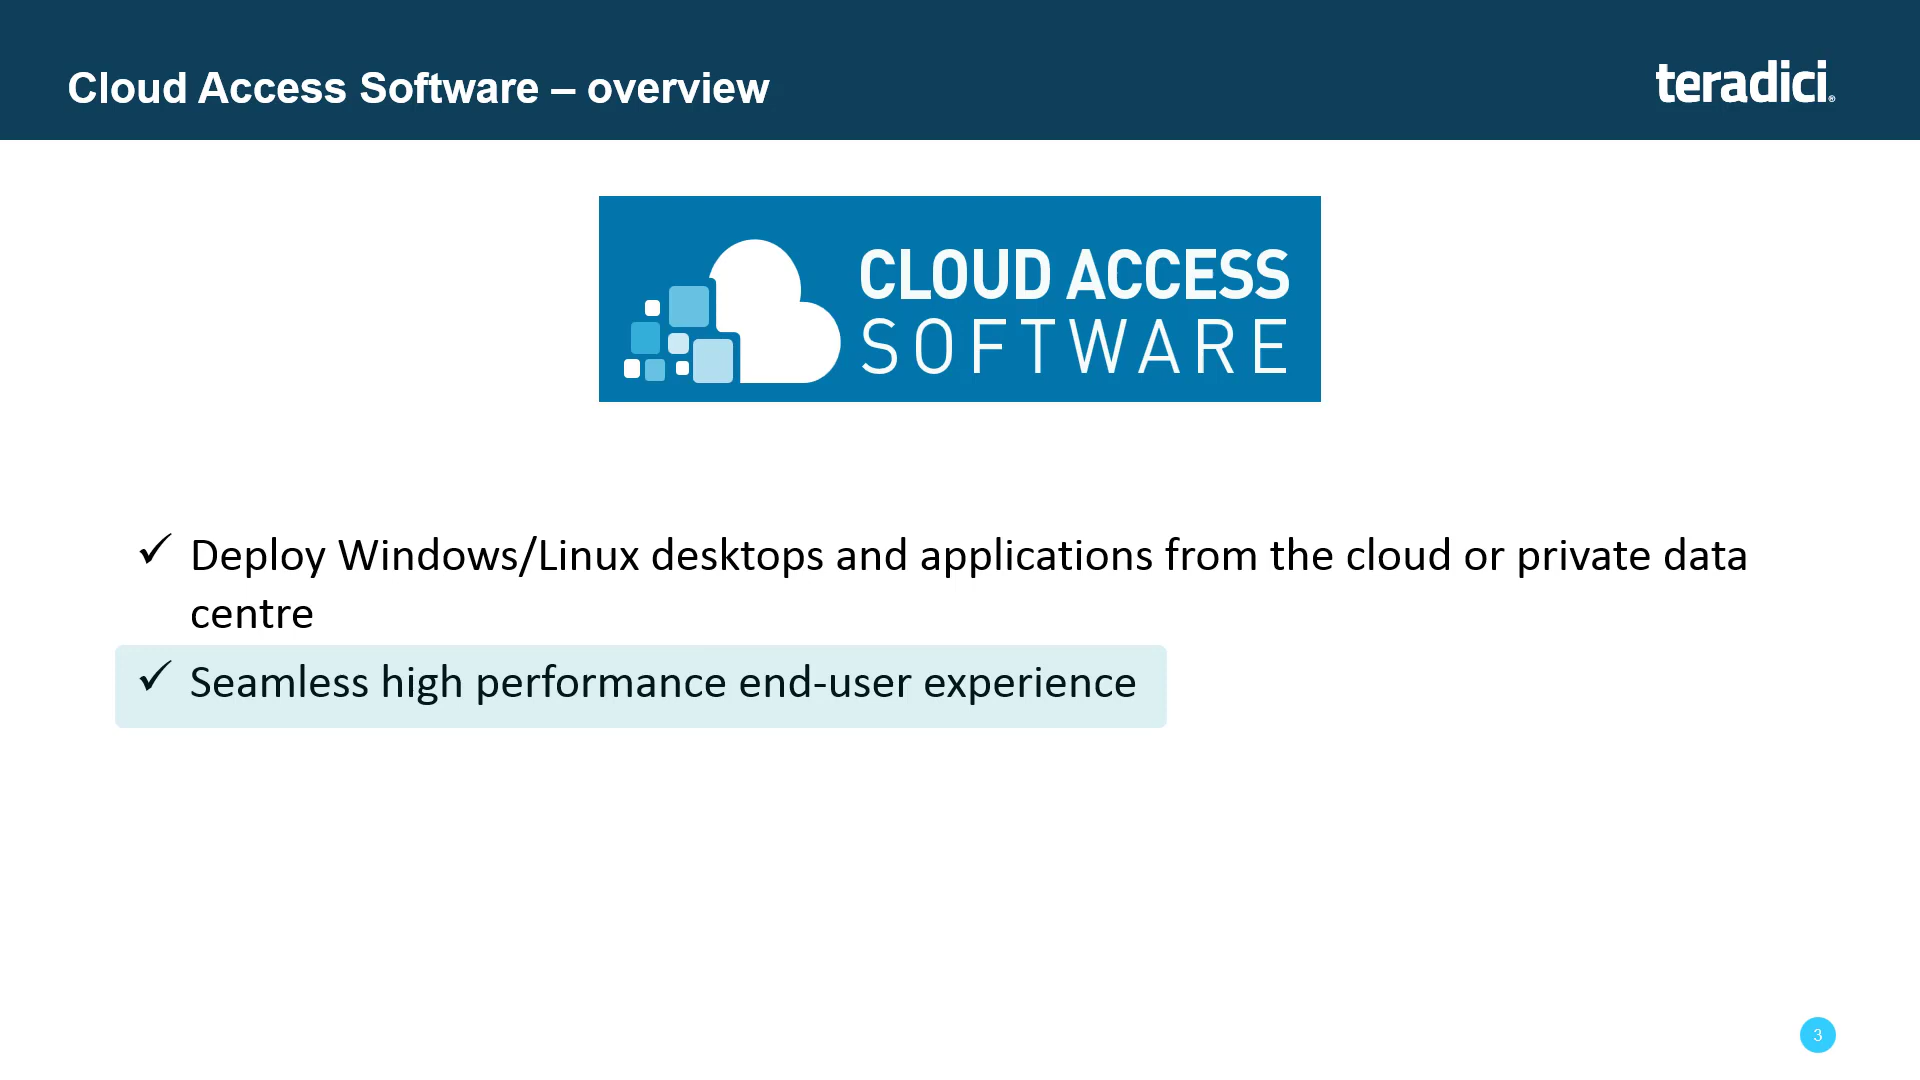 Cloud Access Software – overview
teradici®
CLOUD ACCESS
SOFTWARE
✓ Deploy Windows/Linux desktops and applications from the cloud or private data
centre
✓ Seamless high performance end-user experience
3